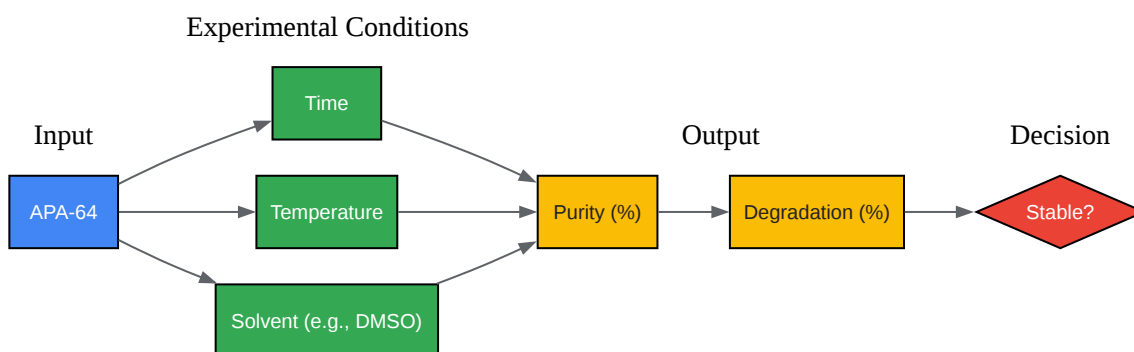 Experimental Conditions
Time
Input
Output
Decision
APA-64
Temperature
Purity (%)
Degradation (%)
Stable?
Solvent (e.g., DMSO)